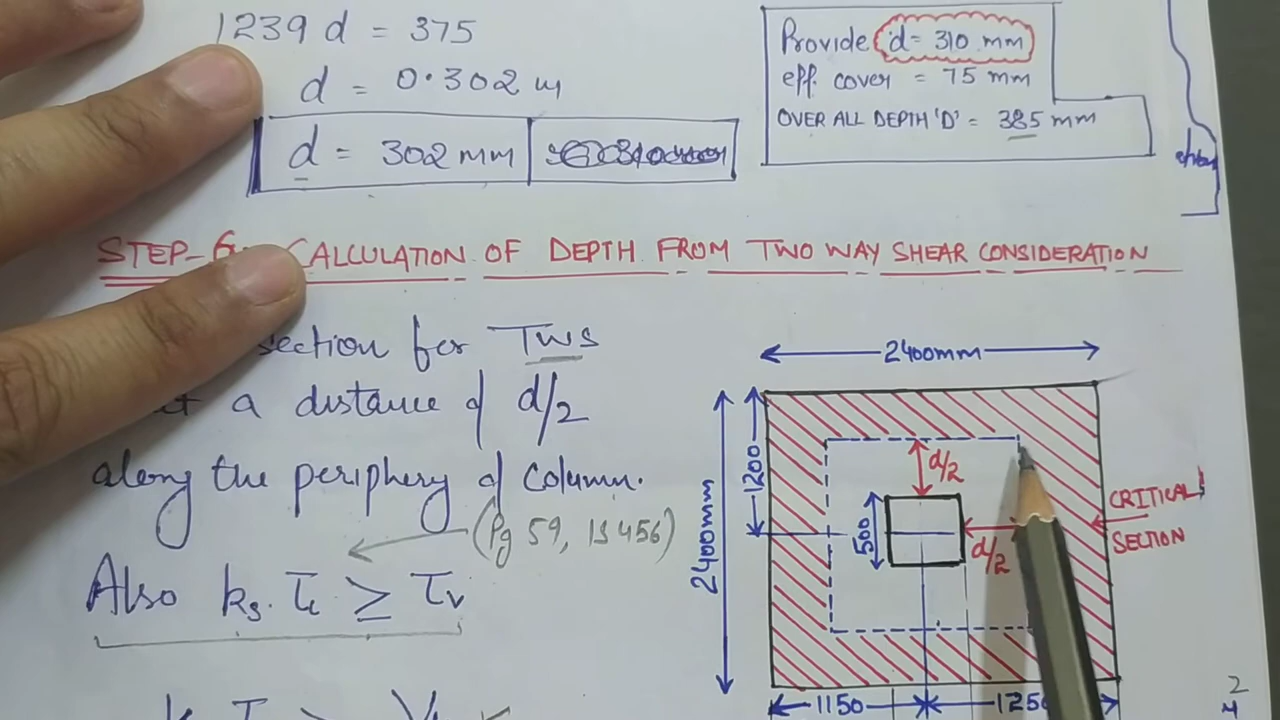 1239 d = 375
d = 0.302 m
d = 302 mm
Provide d = 310 mm
eff. cover = 75 mm
OVER ALL DEPTH 'D' = 385 mm
STEP-6 CALCULATION OF DEPTH FROM TWO WAY SHEAR CONSIDERATION
section for TWS
a distance of d/2
along the periphery of column.
(Pg 59, IS 456)
Also ks. τc ≥ τv
2400mm
2400mm
1200
500
d/2
d/2
CRITICAL
SECTION
1150